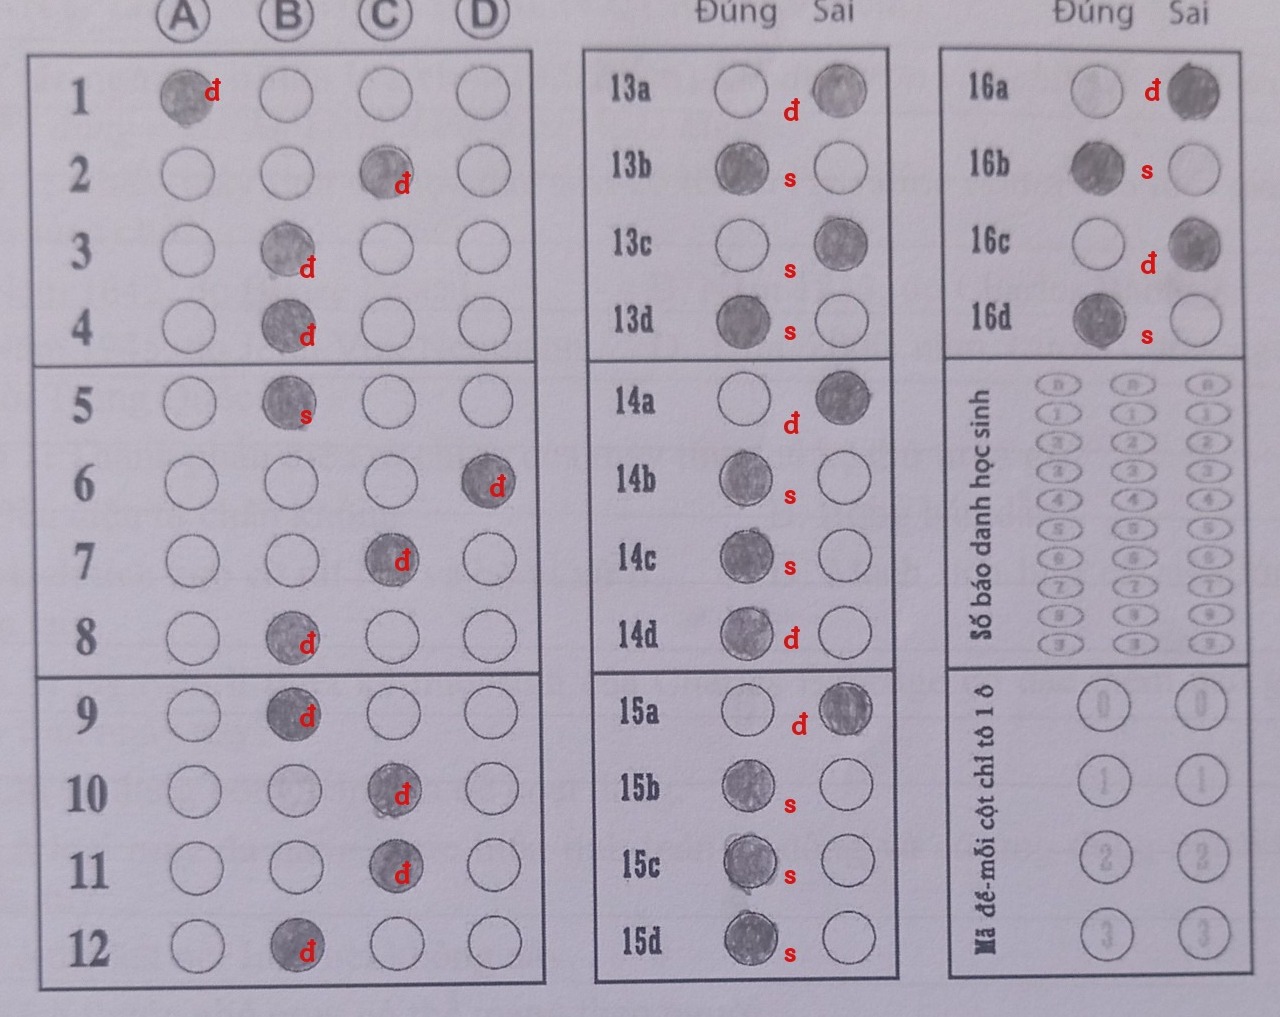 A B C D
1 đ
2 đ
3 đ
4 đ
5 s
6 đ
7 đ
8 đ
9 đ
10 đ
11 đ
12 đ
Đúng Sai
13a đ
13b s
13c s
13d s
14a đ
14b s
14c s
14d đ
15a đ
15b s
15c s
15d s
Đúng Sai
16a đ
16b s
16c đ
16d s
Số báo danh học sinh
0 0 0
1 1 1
2 2 2
3 3 3
4 4 4
5 5 5
6 6 6
7 7 7
8 8 8
9 9 9
Mã đề-mỗi cột chỉ tô 1 ô
0 0
1 1
2 2
3 3